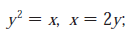 y² = x, x = 2y;